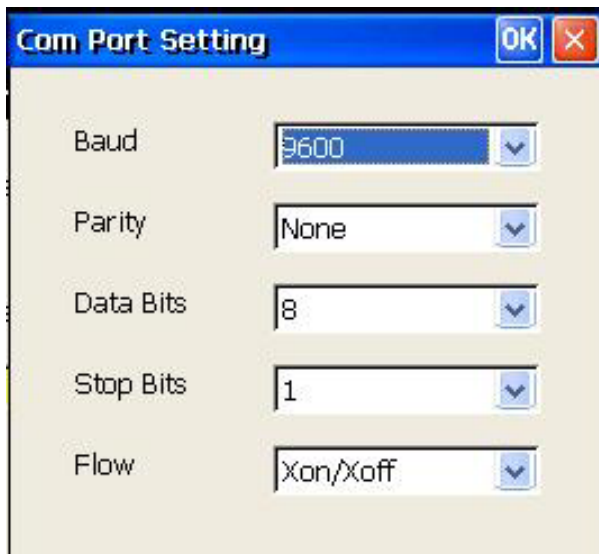 Com Port Setting OK
Baud 9600
Parity None
Data Bits 8
Stop Bits 1
Flow Xon/Xoff